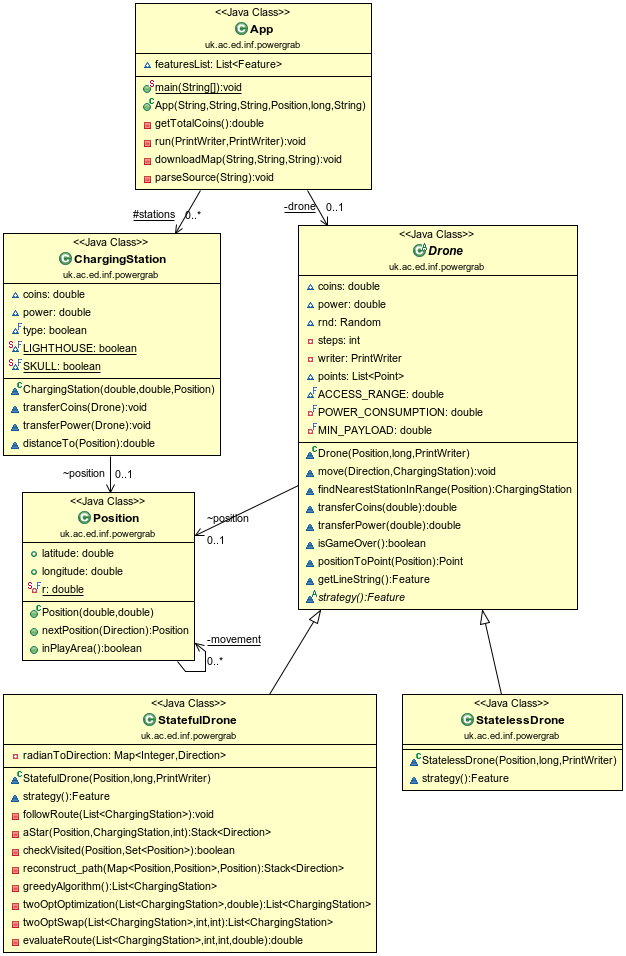 <<Java Class>>
App
uk.ac.ed.inf.powergrab
featuresList: List<Feature>
main(String[]):void
App(String,String,String,Position,long,String)
getTotalCoins():double
run(PrintWriter,PrintWriter):void
downloadMap(String,String,String):void
parseSource(String):void
#stations 0..*
-drone 0..1
<<Java Class>>
ChargingStation
uk.ac.ed.inf.powergrab
coins: double
power: double
type: boolean
LIGHTHOUSE: boolean
SKULL: boolean
ChargingStation(double,double,Position)
transferCoins(Drone):void
transferPower(Drone):void
distanceTo(Position):double
<<Java Class>>
Drone
uk.ac.ed.inf.powergrab
coins: double
power: double
rnd: Random
steps: int
writer: PrintWriter
points: List<Point>
ACCESS_RANGE: double
POWER_CONSUMPTION: double
MIN_PAYLOAD: double
Drone(Position,long,PrintWriter)
move(Direction,ChargingStation):void
findNearestStationInRange(Position):ChargingStation
transferCoins(double):double
transferPower(double):double
isGameOver():boolean
positionToPoint(Position):Point
getLineString():Feature
strategy():Feature
~position 0..1
<<Java Class>>
Position
uk.ac.ed.inf.powergrab
latitude: double
longitude: double
r: double
Position(double,double)
nextPosition(Direction):Position
inPlayArea():boolean
~position
0..1
-movement
0..*
<<Java Class>>
StatefulDrone
uk.ac.ed.inf.powergrab
radianToDirection: Map<Integer,Direction>
StatefulDrone(Position,long,PrintWriter)
strategy():Feature
followRoute(List<ChargingStation>):void
aStar(Position,ChargingStation,int):Stack<Direction>
checkVisited(Position,Set<Position>):boolean
reconstruct_path(Map<Position,Position>,Position):Stack<Direction>
greedyAlgorithm():List<ChargingStation>
twoOptOptimization(List<ChargingStation>,double):List<ChargingStation>
twoOptSwap(List<ChargingStation>,int,int):List<ChargingStation>
evaluateRoute(List<ChargingStation>,int,int,double):double
<<Java Class>>
StatelessDrone
uk.ac.ed.inf.powergrab
StatelessDrone(Position,long,PrintWriter)
strategy():Feature